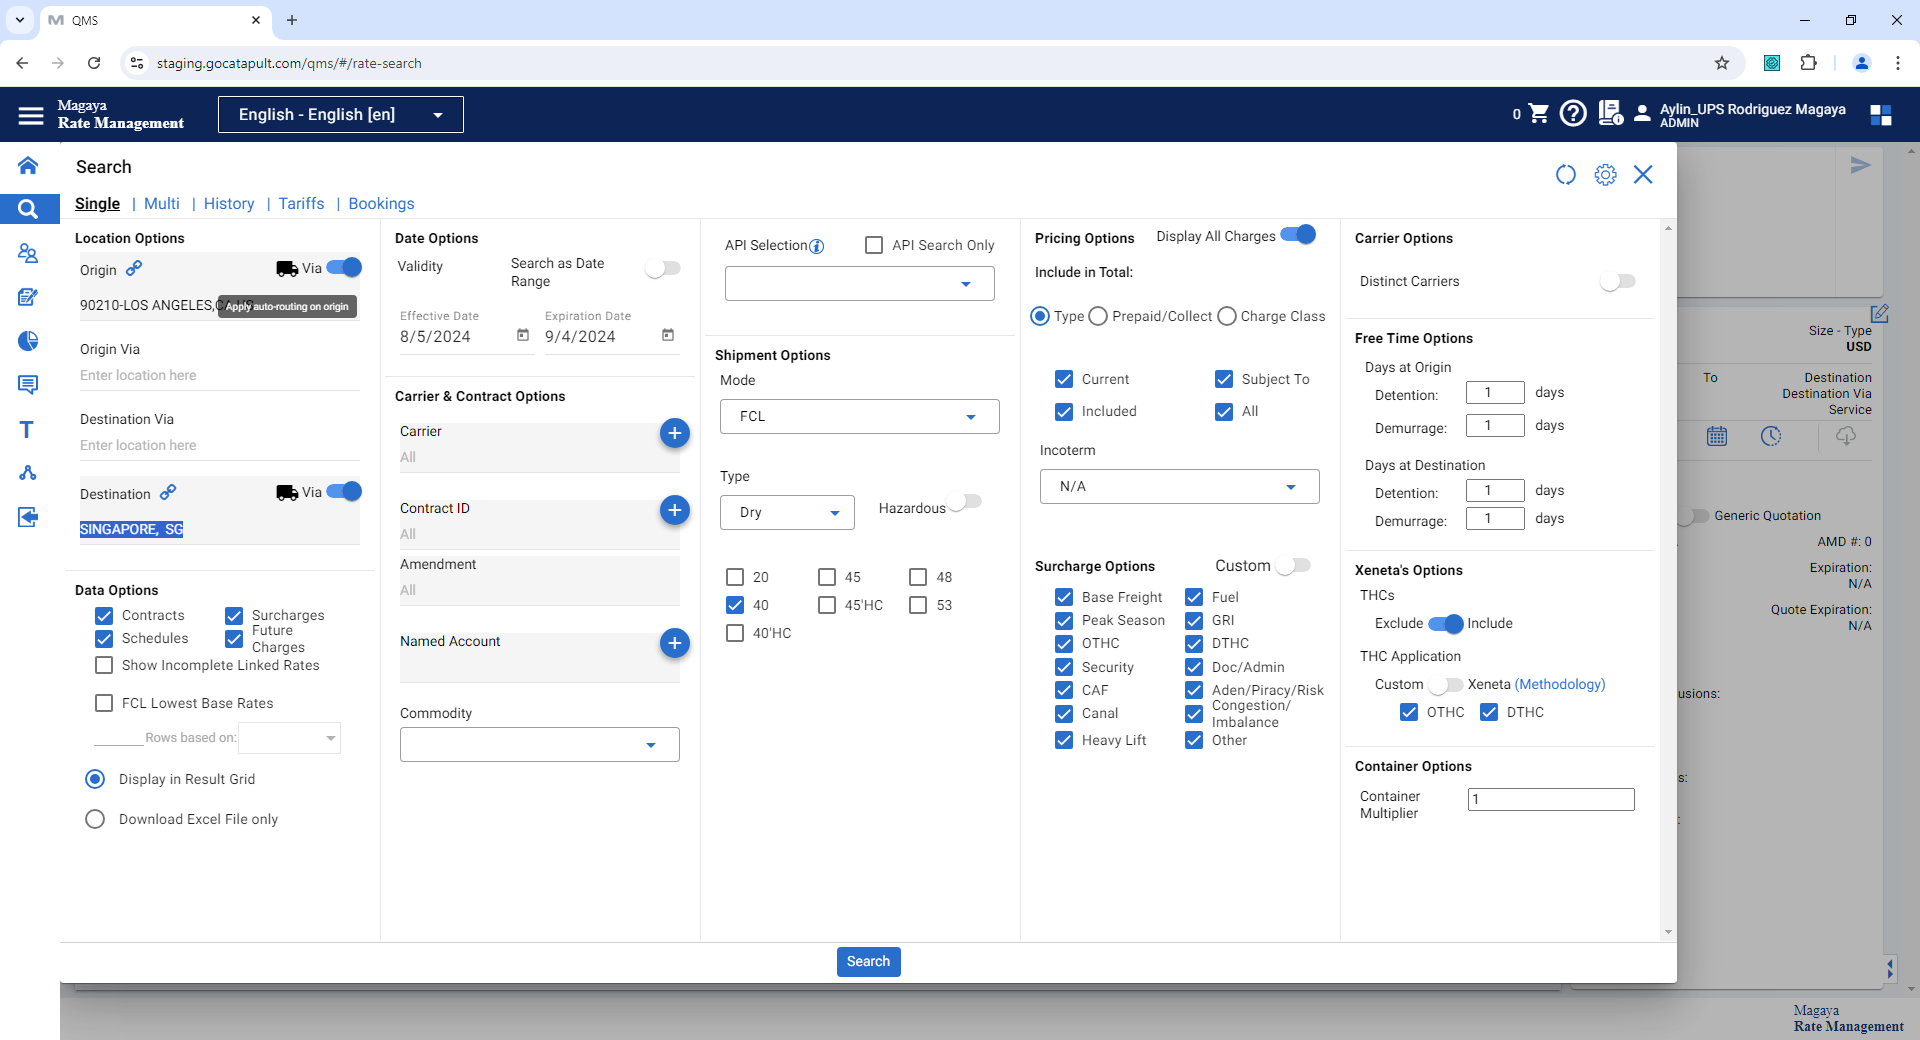 QMS
staging.gocatapult.com/qms/#/rate-search
Magaya
Rate Management
English - English [en]
0
Aylin_UPS Rodriguez Magaya
ADMIN
Search
Single | Multi | History | Tariffs | Bookings
Location Options
Origin
Via
90210-LOS ANGELES,
Apply auto-routing on origin
Origin Via
Enter location here
Destination Via
Enter location here
Destination
Via
SINGAPORE, SG
Data Options
Contracts
Surcharges
Schedules
Future Charges
Show Incomplete Linked Rates
FCL Lowest Base Rates
Rows based on:
Display in Result Grid
Download Excel File only
Date Options
Validity
Search as Date
Range
Effective Date
Expiration Date
8/5/2024
9/4/2024
Carrier & Contract Options
Carrier
All
Contract ID
All
Amendment
All
Named Account
Commodity
API Selection
API Search Only
Shipment Options
Mode
FCL
Type
Dry
Hazardous
20
45
48
40
45'HC
53
40'HC
Pricing Options
Display All Charges
Include in Total:
Type
Prepaid/Collect
Charge Class
Current
Subject To
Included
All
Incoterm
N/A
Surcharge Options
Custom
Base Freight
Fuel
Peak Season
GRI
OTHC
DTHC
Security
Doc/Admin
CAF
Aden/Piracy/Risk
Canal
Congestion/
Imbalance
Heavy Lift
Other
Carrier Options
Distinct Carriers
Free Time Options
Days at Origin
Detention: 1 days
Demurrage: 1 days
Days at Destination
Detention: 1 days
Demurrage: 1 days
Xeneta's Options
THCs
Exclude
Include
THC Application
Custom
Xeneta (Methodology)
OTHC
DTHC
Container Options
Container
Multiplier
1
Search
Size - Type
USD
To
Destination
Destination Via
Service
Generic Quotation
AMD #: 0
Expiration:
N/A
Quote Expiration:
N/A
usions:
s:
Magaya
Rate Management